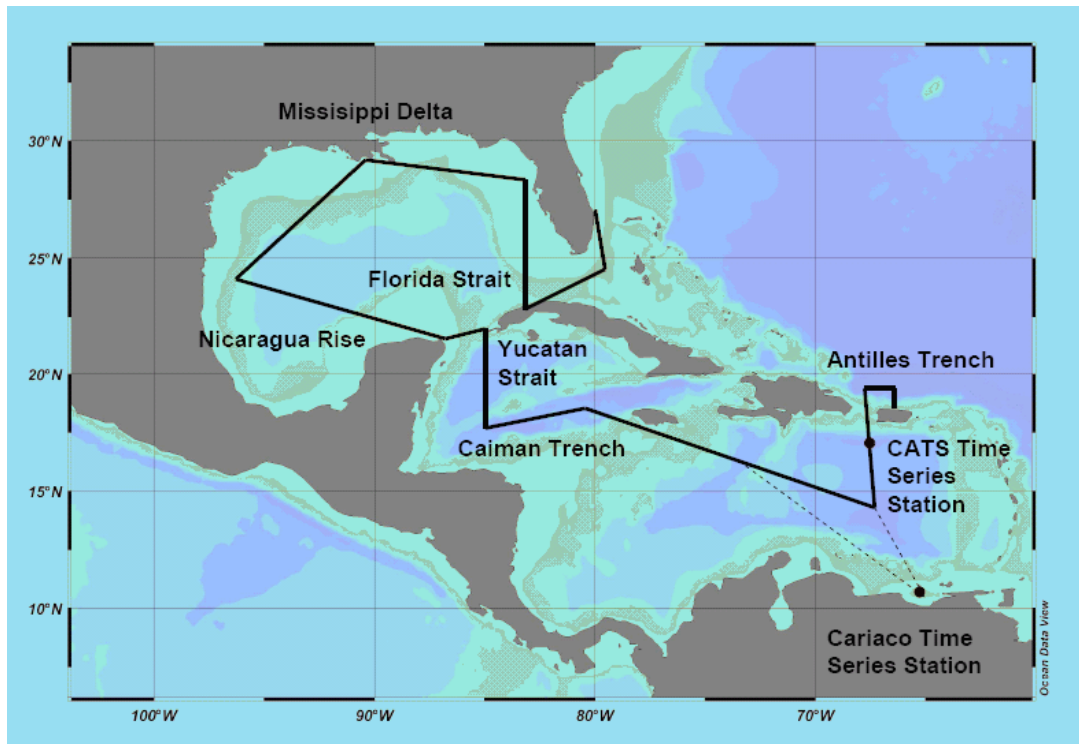 Missisippi Delta
30°N
25°N
Florida Strait
Nicaragua Rise
Yucatan
Strait
Antilles Trench
20°N
Caiman Trench
CATS Time
Series
Station
15°N
10°N
Cariaco Time
Series Station
Ocean Data View
100°W
90°W
80°W
70°W